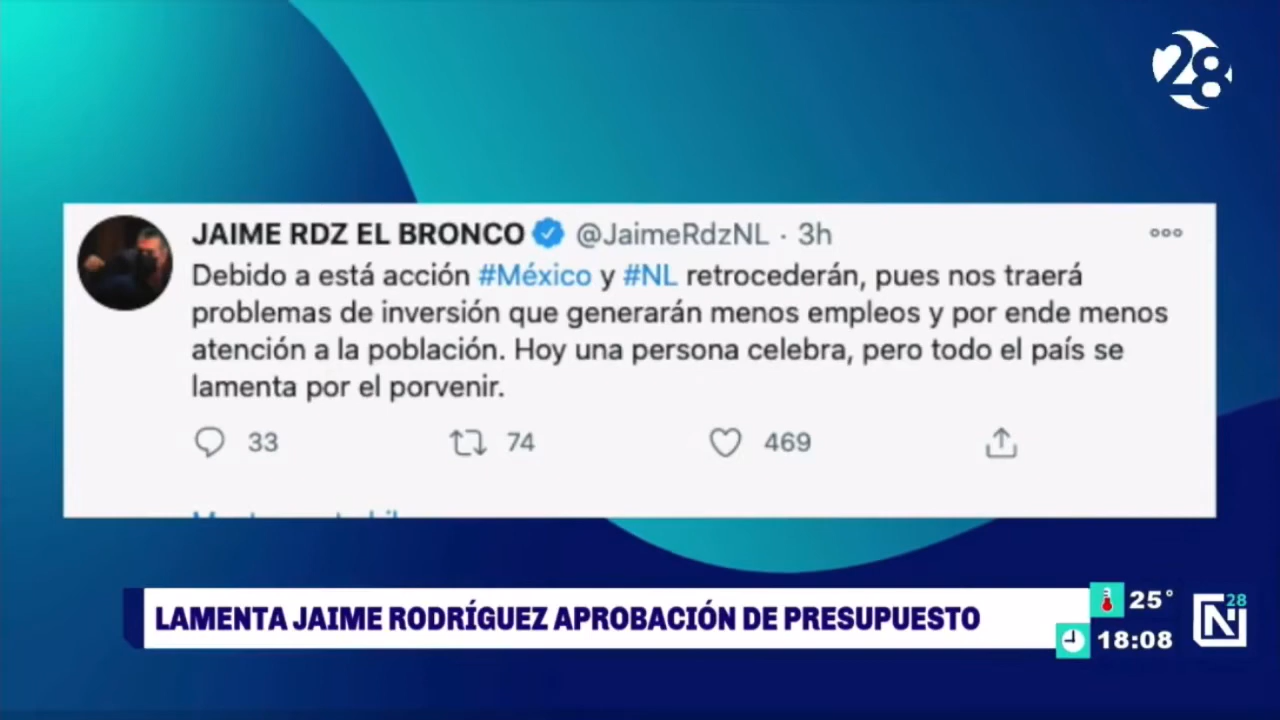 28
JAIME RDZ EL BRONCO @JaimeRdzNL · 3h
Debido a está acción #México y #NL retrocederán, pues nos traerá
problemas de inversión que generarán menos empleos y por ende menos
atención a la población. Hoy una persona celebra, pero todo el país se
lamenta por el porvenir.
33 74 469
LAMENTA JAIME RODRÍGUEZ APROBACIÓN DE PRESUPUESTO
25°
18:08
N 28